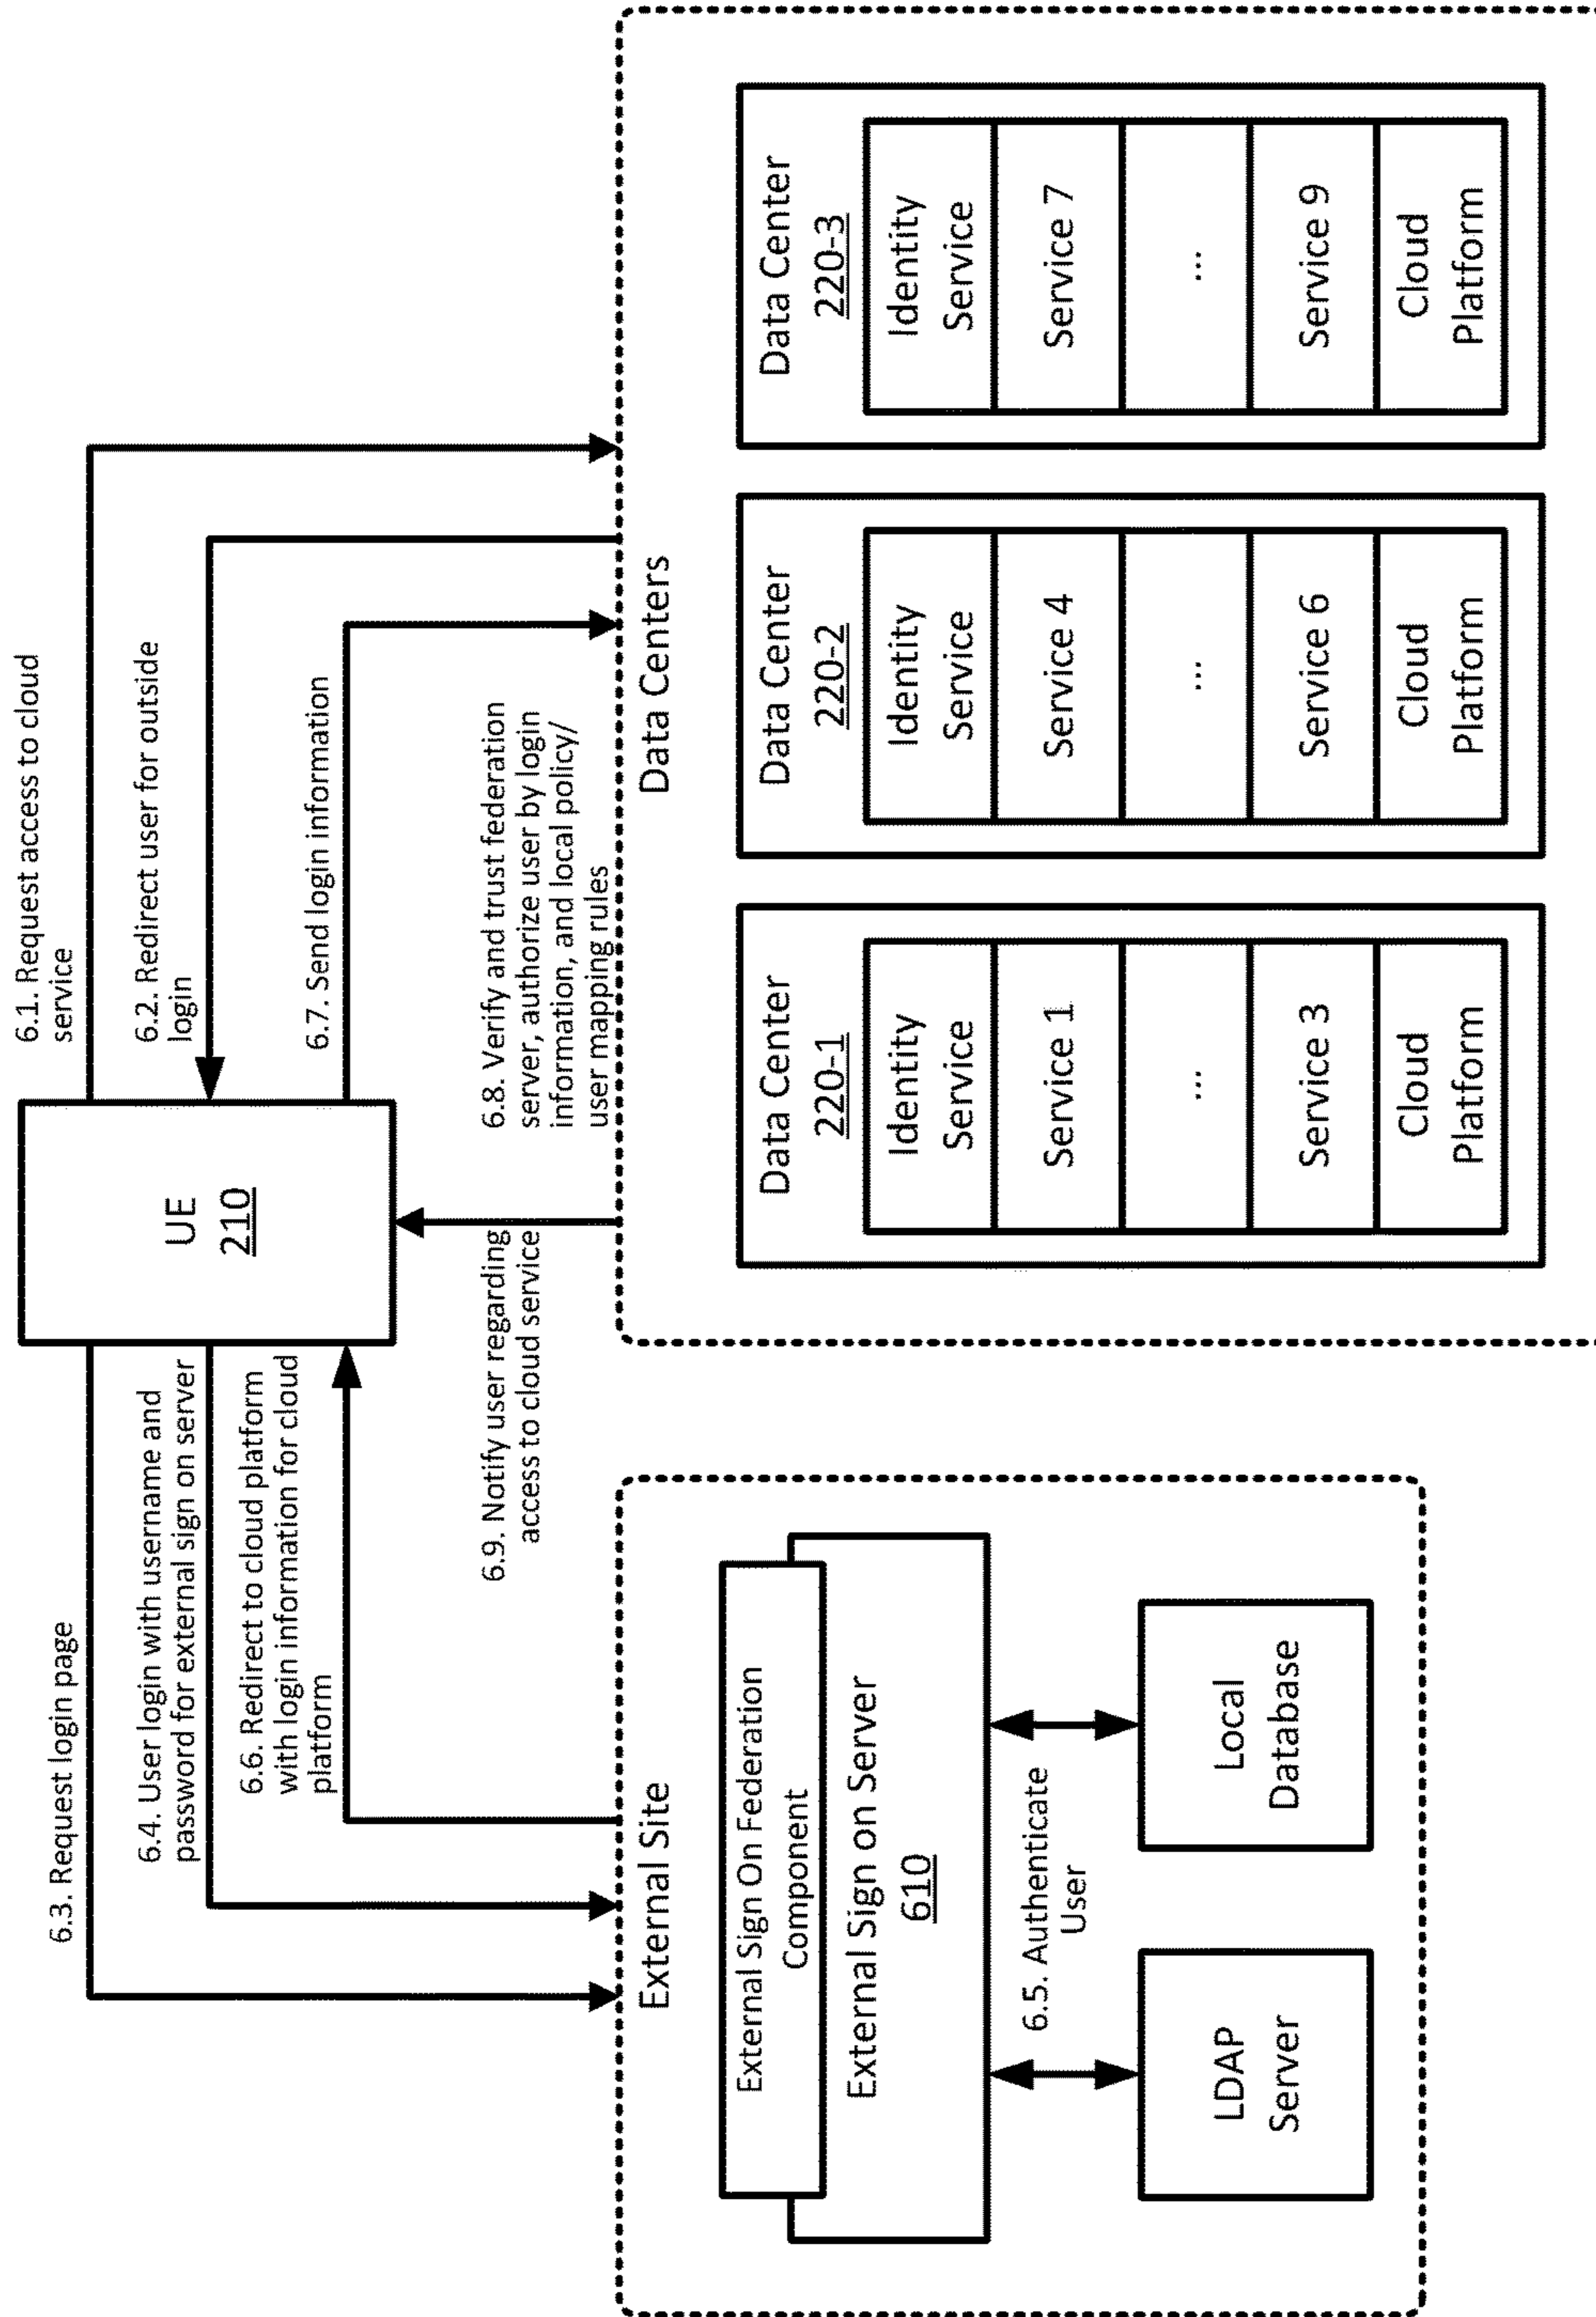 6.1. Request access to cloud
service
6.2. Redirect user for outside
login
6.7. Send login information
6.8. Verify and trust federation
server, authorize user by login
information, and local policy/
user mapping rules
UE
210
6.3. Request login page
6.4. User login with username and
password for external sign on server
6.6. Redirect to cloud platform
with login information for cloud
platform
6.9. Notify user regarding
access to cloud service
External Site
External Sign On Federation
Component
External Sign on Server
610
6.5. Authenticate
User
LDAP
Server
Local
Database
Data Centers
Data Center
220-1
Identity
Service
Service 1
...
Service 3
Cloud
Platform
Data Center
220-2
Identity
Service
Service 4
...
Service 6
Cloud
Platform
Data Center
220-3
Identity
Service
Service 7
...
Service 9
Cloud
Platform